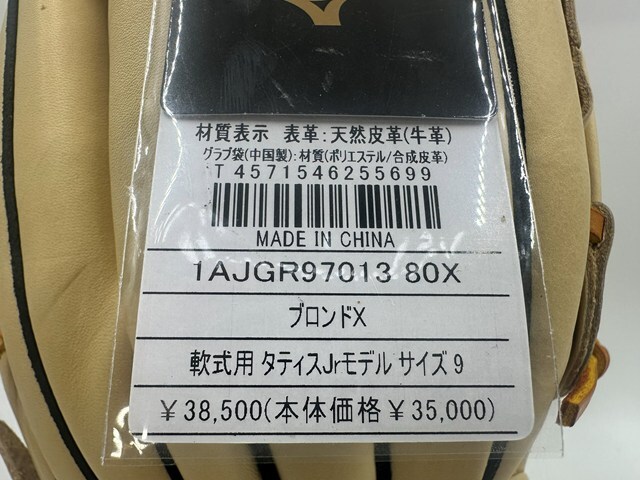 材質表示 表革:天然皮革(牛革)
グラブ袋(中国製):材質(ポリエステル/合成皮革)
T 4571546255699
MADE IN CHINA
1AJGR97013 80X
ブロンドX
軟式用 タティスJrモデル サイズ 9
￥38,500(本体価格￥35,000)